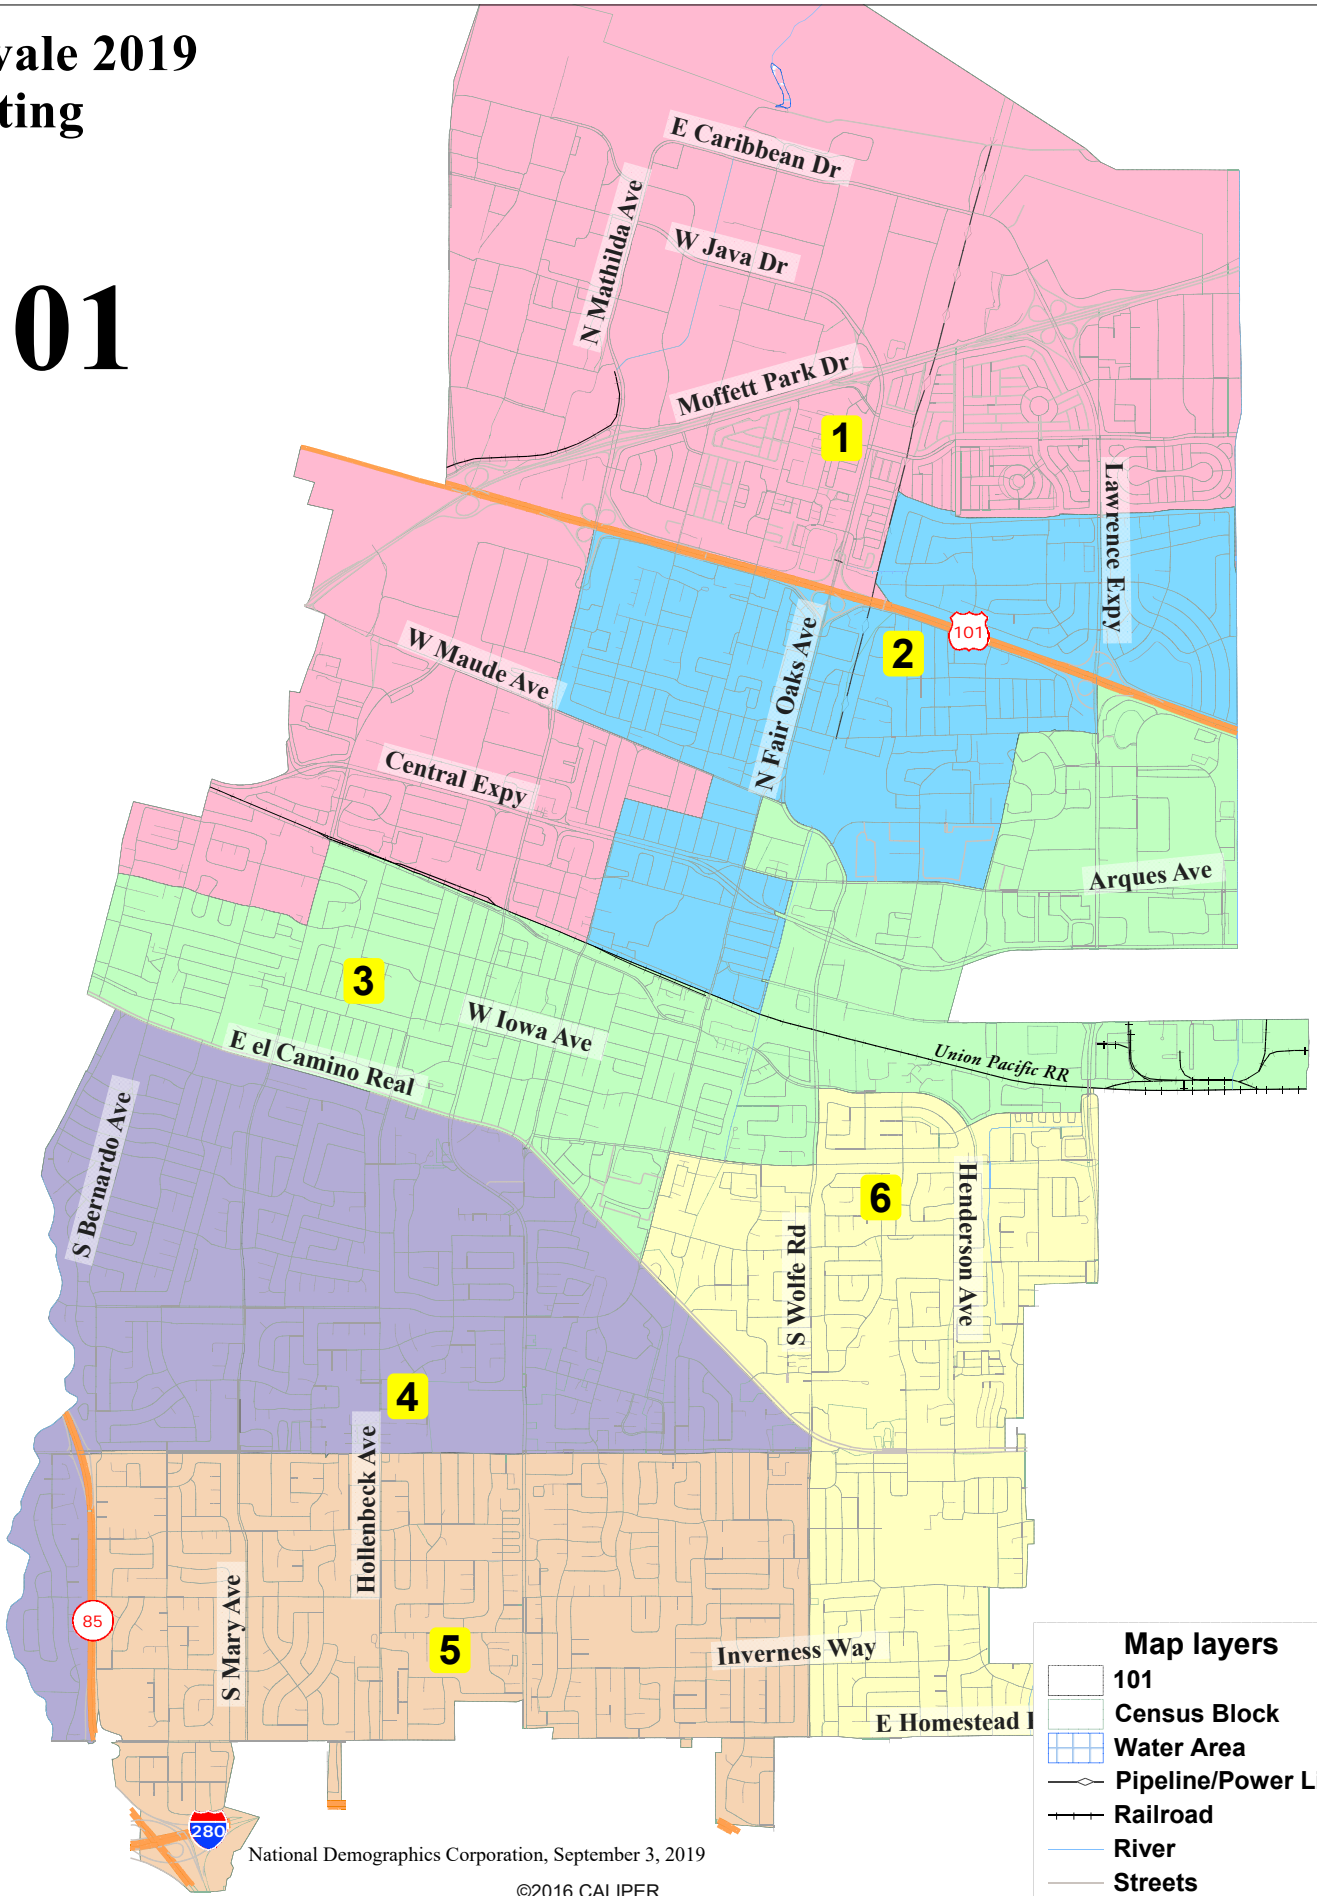 vale 2019
ting
01
E Caribbean Dr
N Mathilda Ave
W Java Dr
Moffett Park Dr
1
Lawrence Expy
101
2
N Fair Oaks Ave
W Maude Ave
Central Expy
Arques Ave
3
W Iowa Ave
E el Camino Real
Union Pacific RR
S Bernardo Ave
6
Henderson Ave
S Wolfe Rd
4
Hollenbeck Ave
85
S Mary Ave
5
Inverness Way
E Homestead
280
Map layers
101
Census Block
Water Area
Pipeline/Power Li
Railroad
River
Streets
National Demographics Corporation, September 3, 2019
©2016 CALIPER